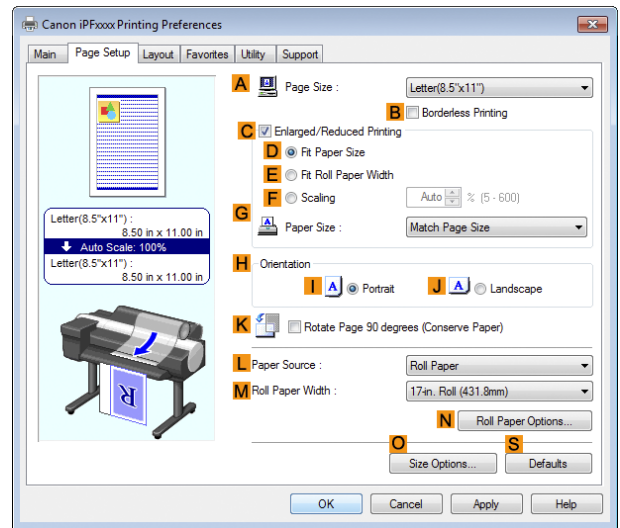 Canon iPFxxxx Printing Preferences
Main Page Setup Layout Favorites Utility Support
A Page Size : Letter(8.5"x11")
B Borderless Printing
C Enlarged/Reduced Printing
D Fit Paper Size
E Fit Roll Paper Width
F Scaling Auto % (5 - 600)
G Paper Size : Match Page Size
Letter(8.5"x11") :
8.50 in x 11.00 in
Auto Scale: 100%
Letter(8.5"x11") :
8.50 in x 11.00 in
H Orientation
I A Portrait J A Landscape
K Rotate Page 90 degrees (Conserve Paper)
L Paper Source : Roll Paper
M Roll Paper Width : 17-in. Roll (431.8mm)
N Roll Paper Options...
O S
Size Options... Defaults
R
OK Cancel Apply Help